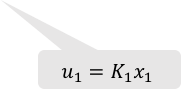 u₁ = K₁x₁